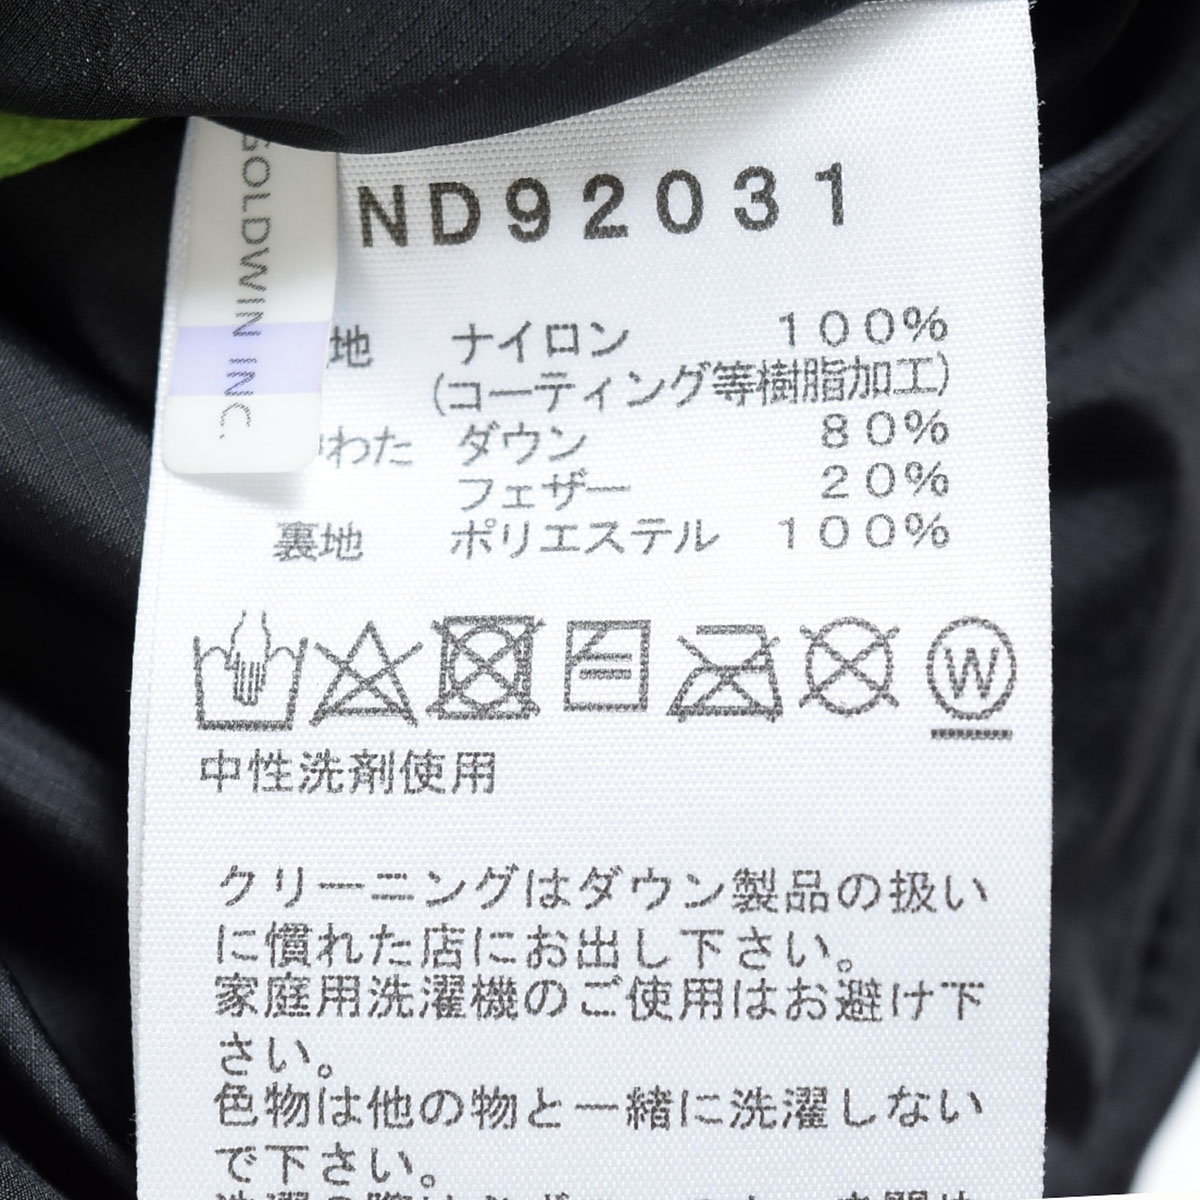 GOLDWIN INC.
ND92031
地 ナイロン 100%
(コーティング等樹脂加工)
わた ダウン 80%
フェザー 20%
裏地 ポリエステル 100%
W
中性洗剤使用
クリーニングはダウン製品の扱い
に慣れた店にお出し下さい。
家庭用洗濯機のご使用はお避け下
さい。
色物は他の物と一緒に洗濯しない
で下さい。